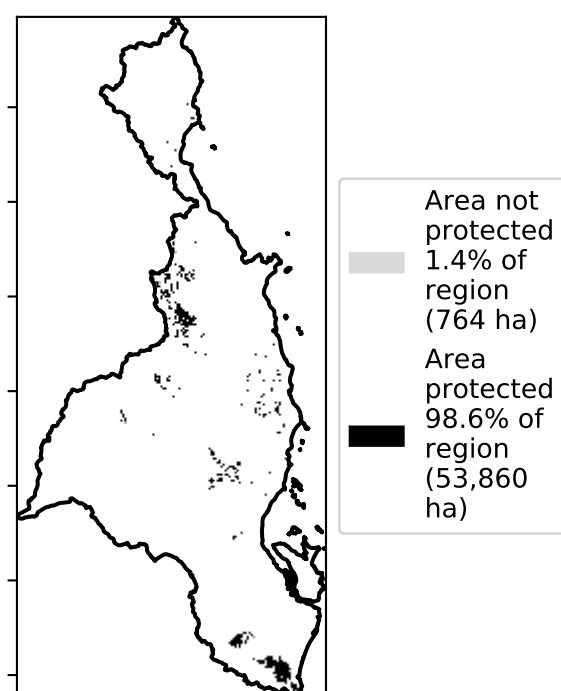 Area not
protected
1.4% of
region
(764 ha)
Area
protected
98.6% of
region
(53,860
ha)